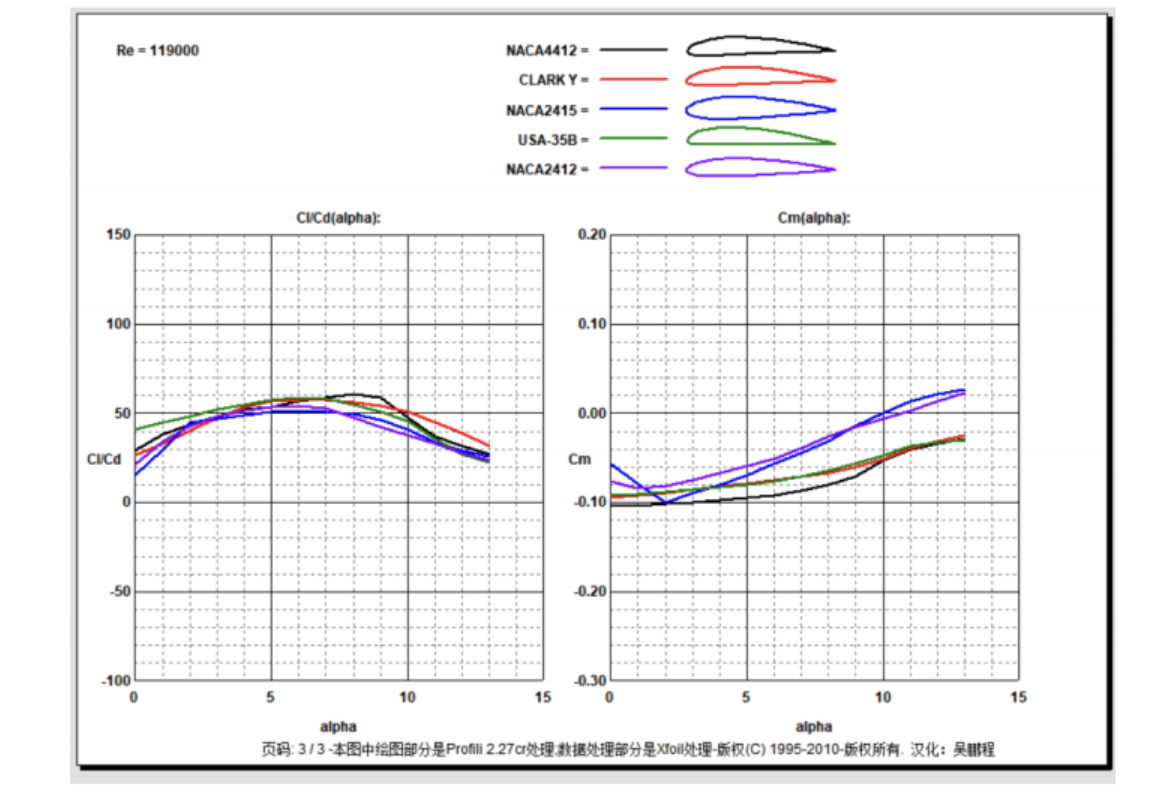 Re = 119000
NACA4412 =
CLARK Y =
NACA2415 =
USA-35B =
NACA2412 =
Cl/Cd(alpha):
150
100
50
Cl/Cd
0
-50
-100
0 5 10 15
alpha
Cm(alpha):
0.20
0.10
0.00
Cm
-0.10
-0.20
-0.30
0 5 10 15
alpha
页码: 3 / 3 -本图中绘图部分是Profili 2.27cr处理;数据处理部分是Xfoil处理-版权(C) 1995-2010-版权所有. 汉化：吴鹏程